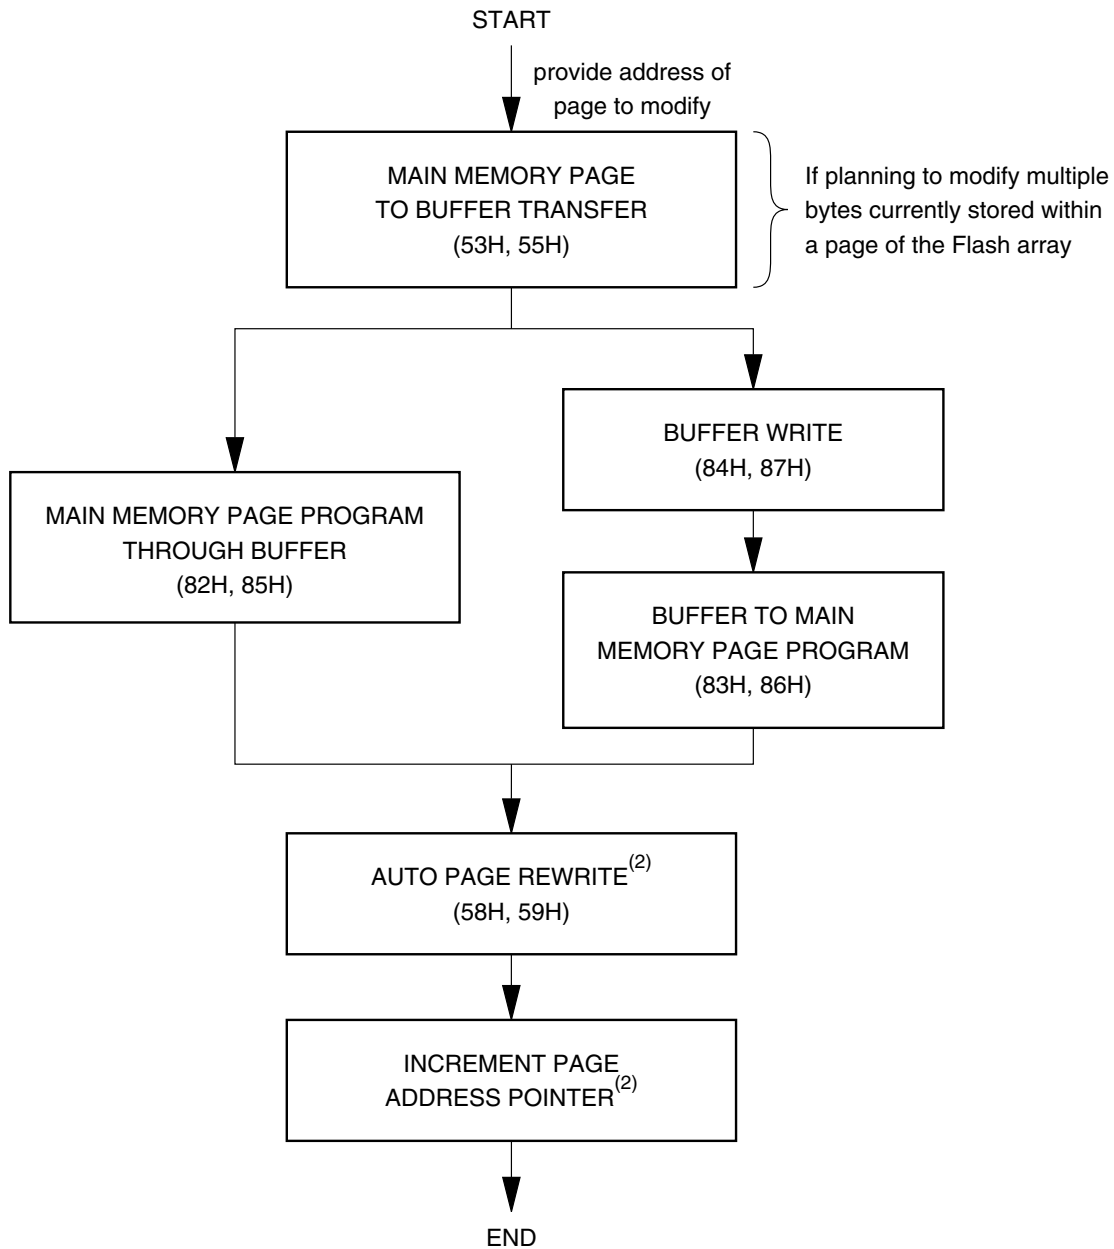 START
provide address of
page to modify
MAIN MEMORY PAGE
TO BUFFER TRANSFER
(53H, 55H)
If planning to modify multiple
bytes currently stored within
a page of the Flash array
MAIN MEMORY PAGE PROGRAM
THROUGH BUFFER
(82H, 85H)
BUFFER WRITE
(84H, 87H)
BUFFER TO MAIN
MEMORY PAGE PROGRAM
(83H, 86H)
AUTO PAGE REWRITE(2)
(58H, 59H)
INCREMENT PAGE
ADDRESS POINTER(2)
END